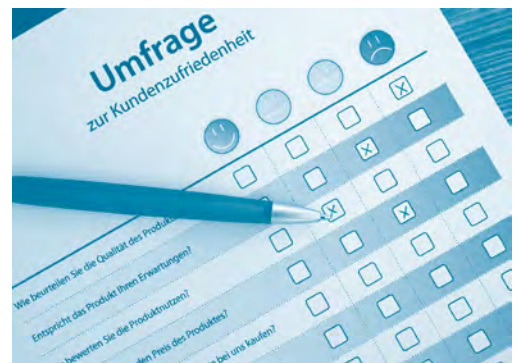 Umfrage
zur Kundenzufriedenheit
Wie beurteilen Sie die Qualität des
Entspricht das Produkt Ihren Erwartungen?
bewerten Sie die Produktnutzen?
den Preis des Produktes?
bei uns kaufen?